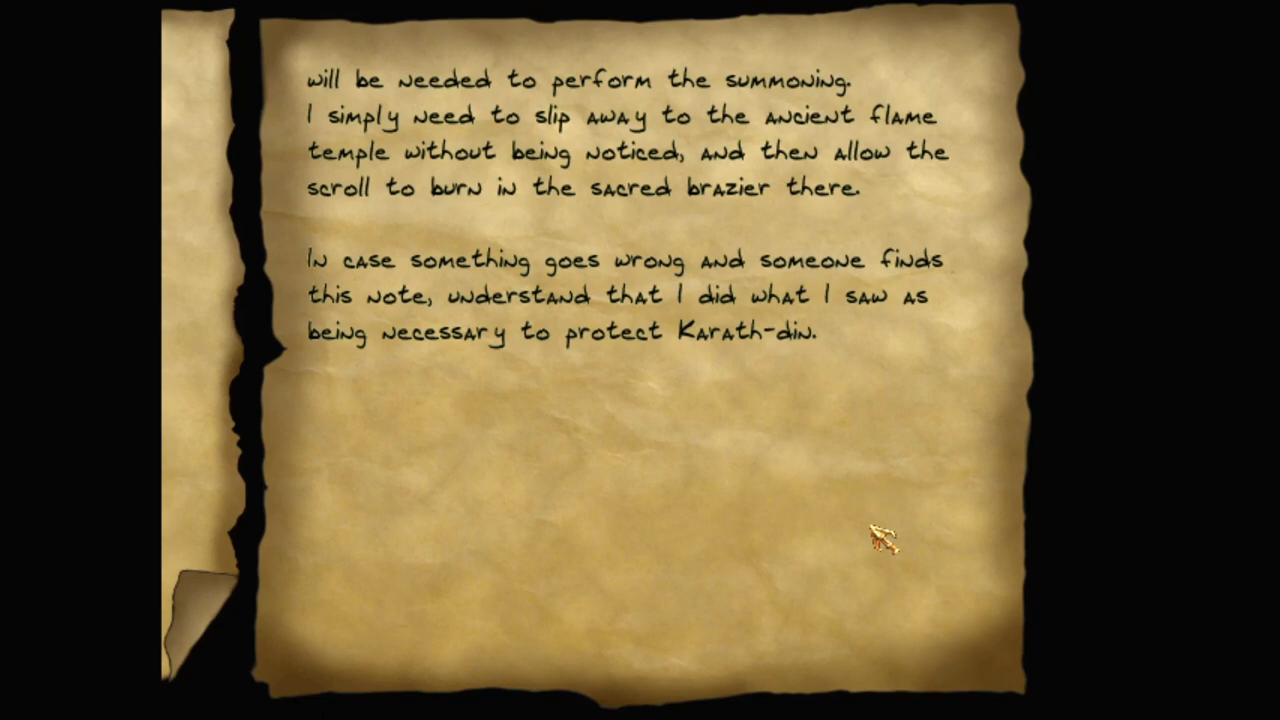 will be needed to perform the summoning.
I simply need to slip away to the ancient flame
temple without being noticed, and then allow the
scroll to burn in the sacred brazier there.
In case something goes wrong and someone finds
this note, understand that I did what I saw as
being necessary to protect Karath-din.